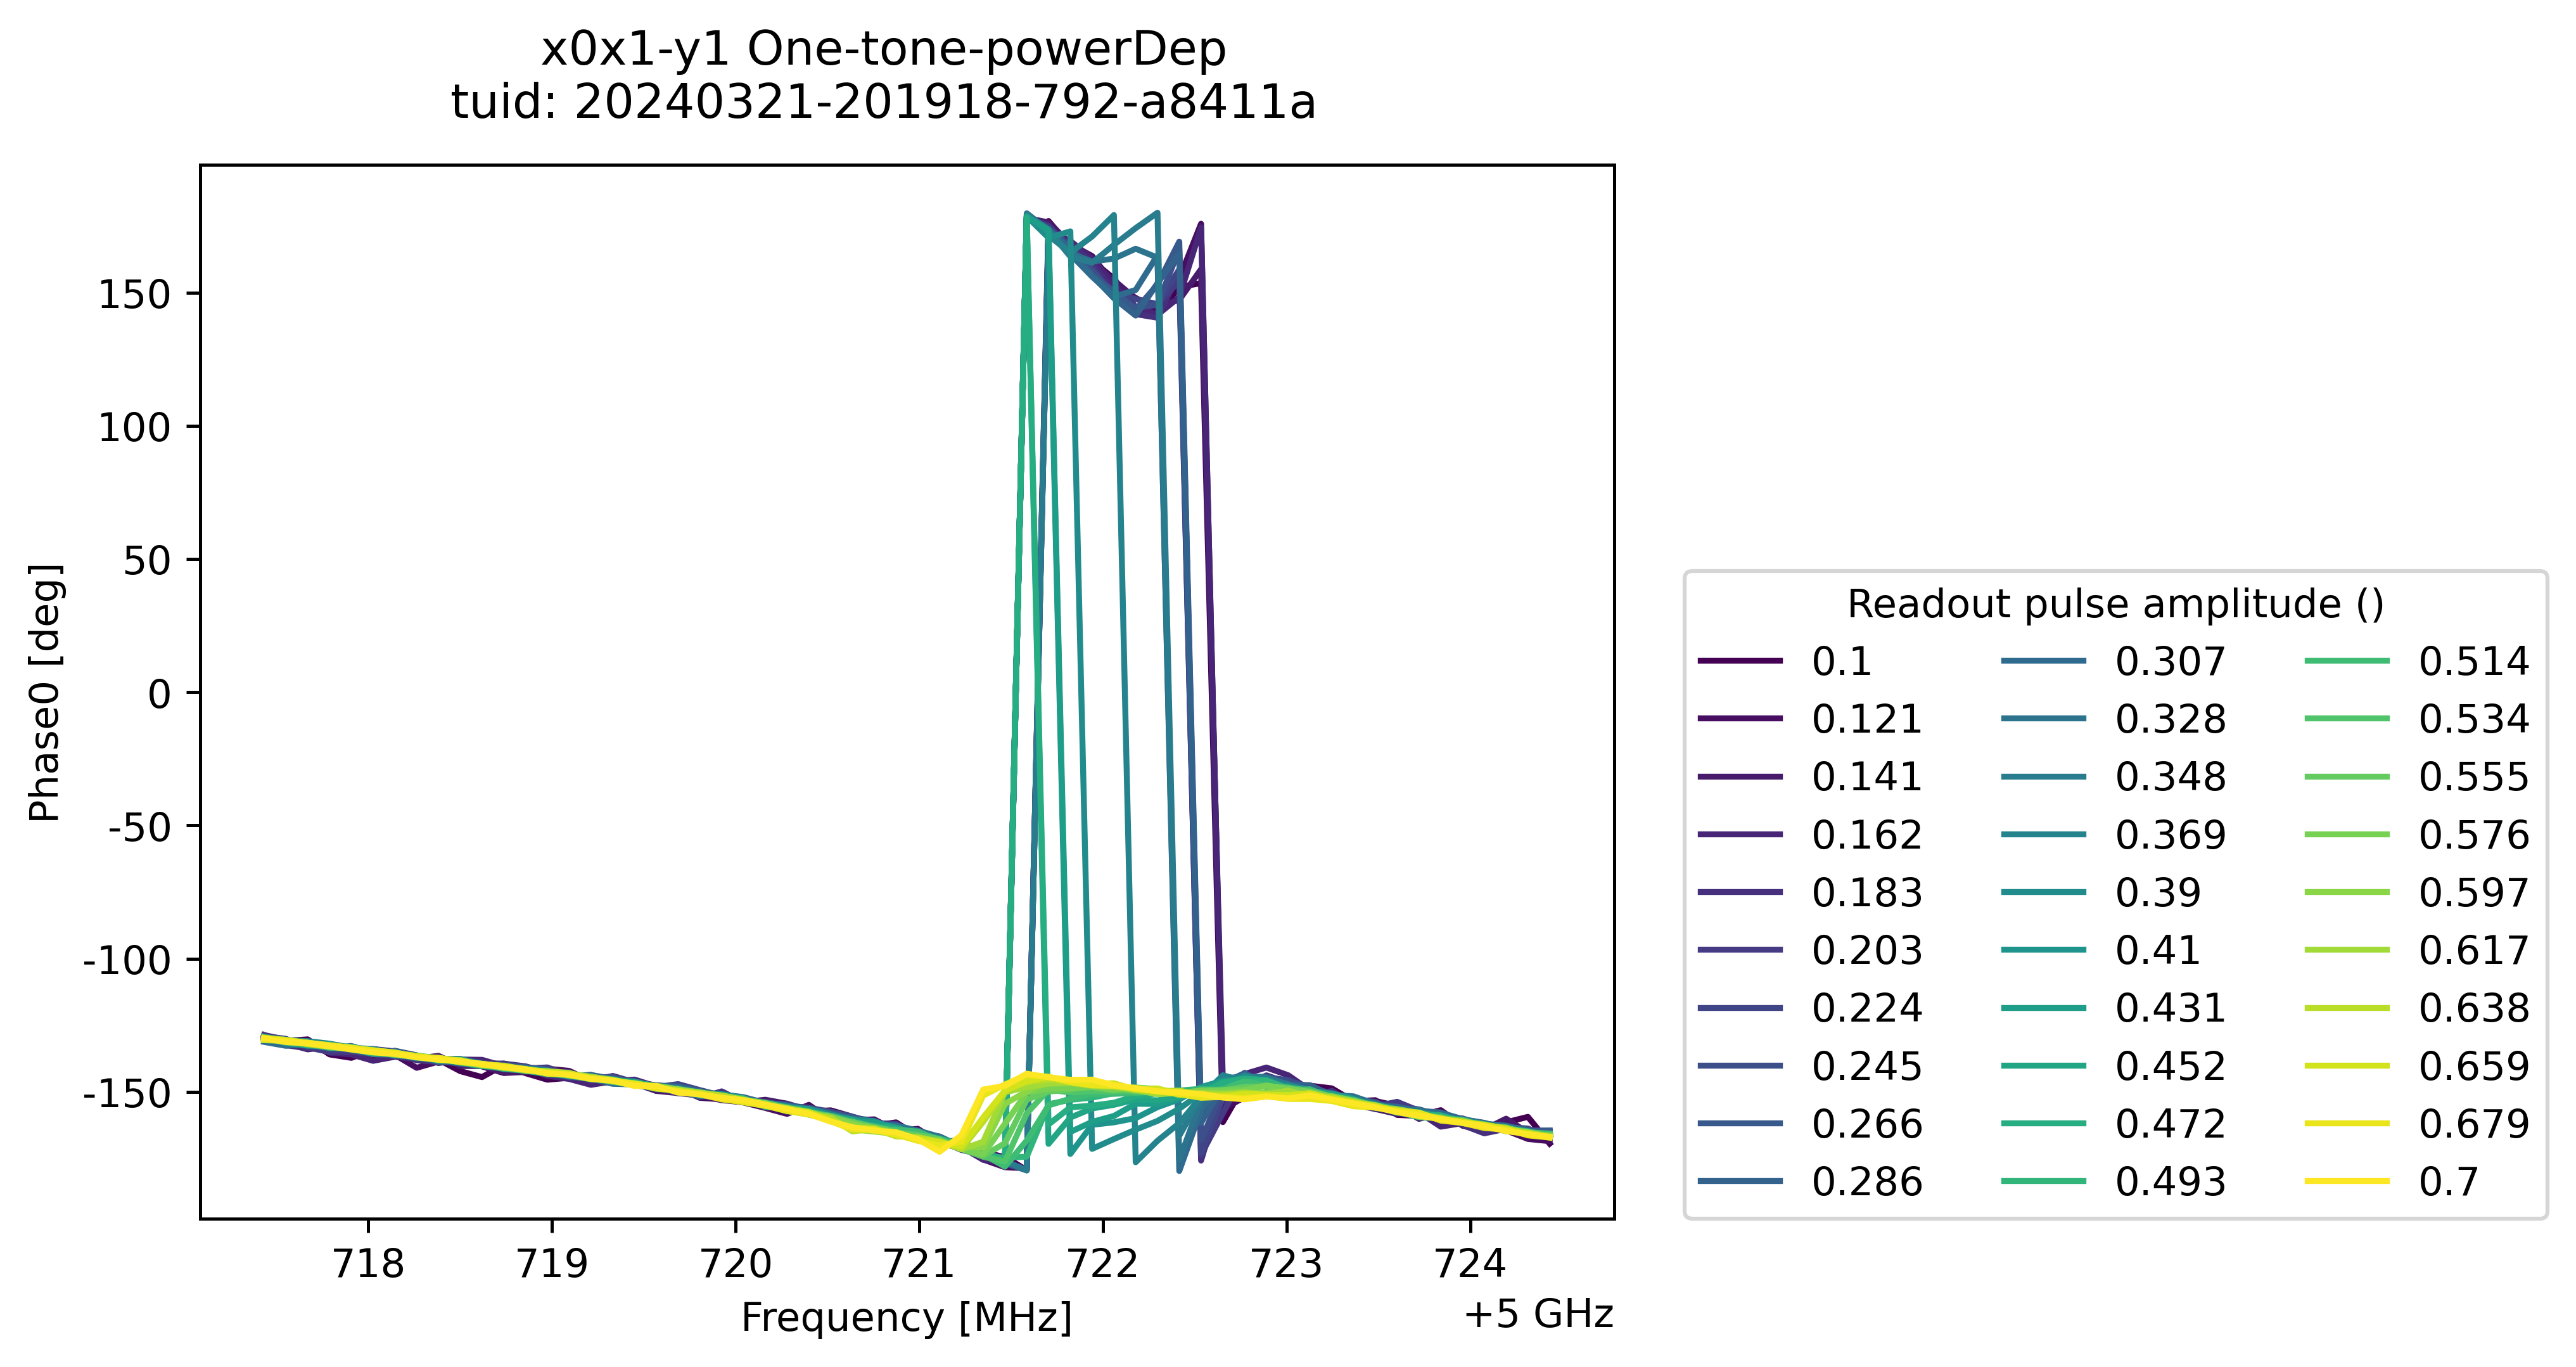 x0x1-y1 One-tone-powerDep
tuid: 20240321-201918-792-a8411a
Phase0 [deg]
150
100
50
0
-50
-100
-150
718 719 720 721 722 723 724
Frequency [MHz]
+5 GHz
Readout pulse amplitude ()
0.1 0.307 0.514
0.121 0.328 0.534
0.141 0.348 0.555
0.162 0.369 0.576
0.183 0.39 0.597
0.203 0.41 0.617
0.224 0.431 0.638
0.245 0.452 0.659
0.266 0.472 0.679
0.286 0.493 0.7